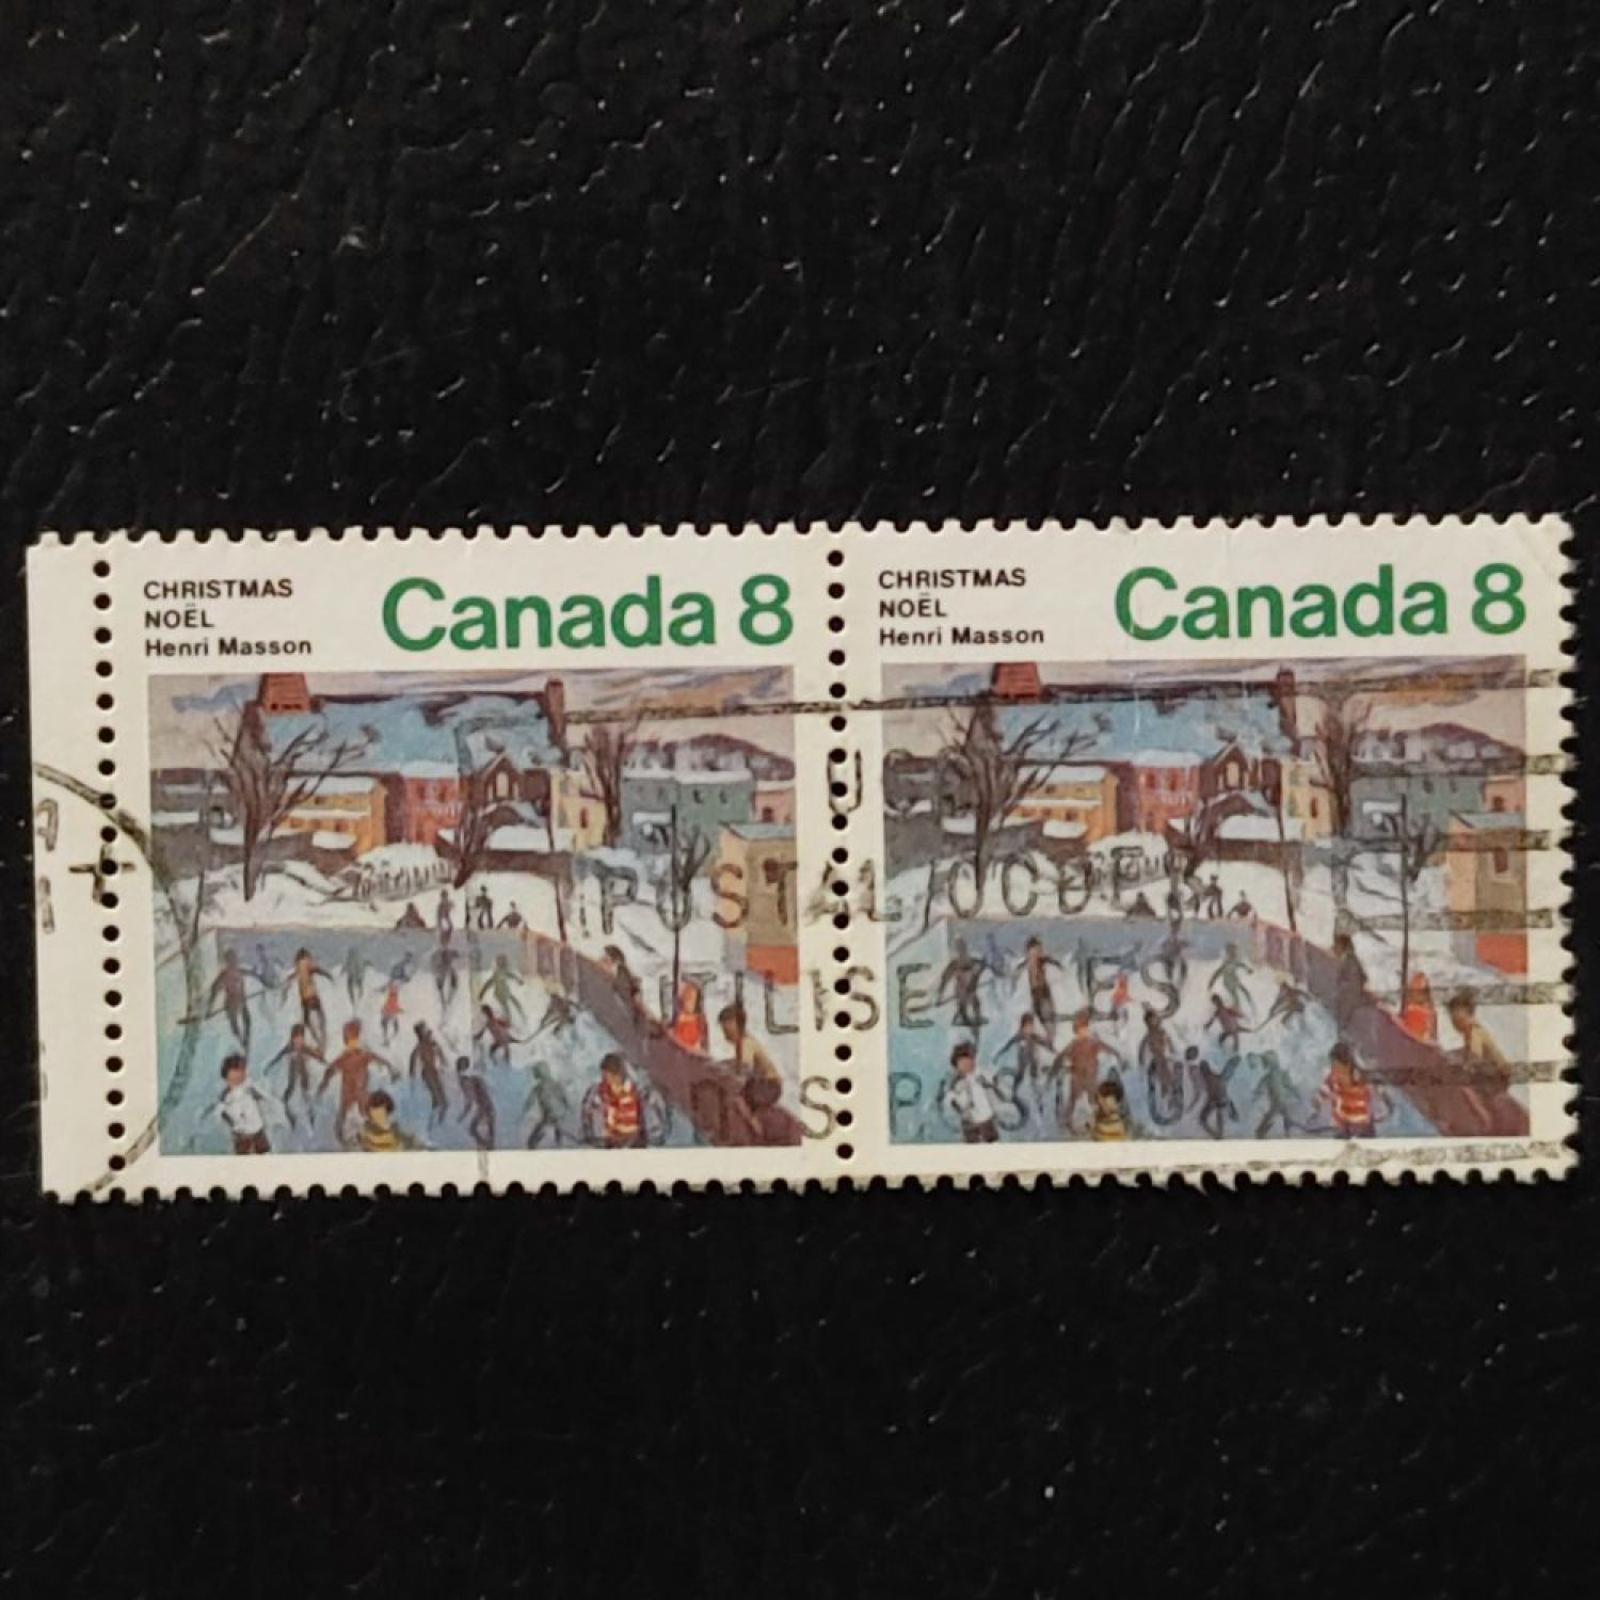 CHRISTMAS
NOËL
Henri Masson
Canada 8
CHRISTMAS
NOËL
Henri Masson
Canada 8
POSTAL CODES
UTILISEZ LES